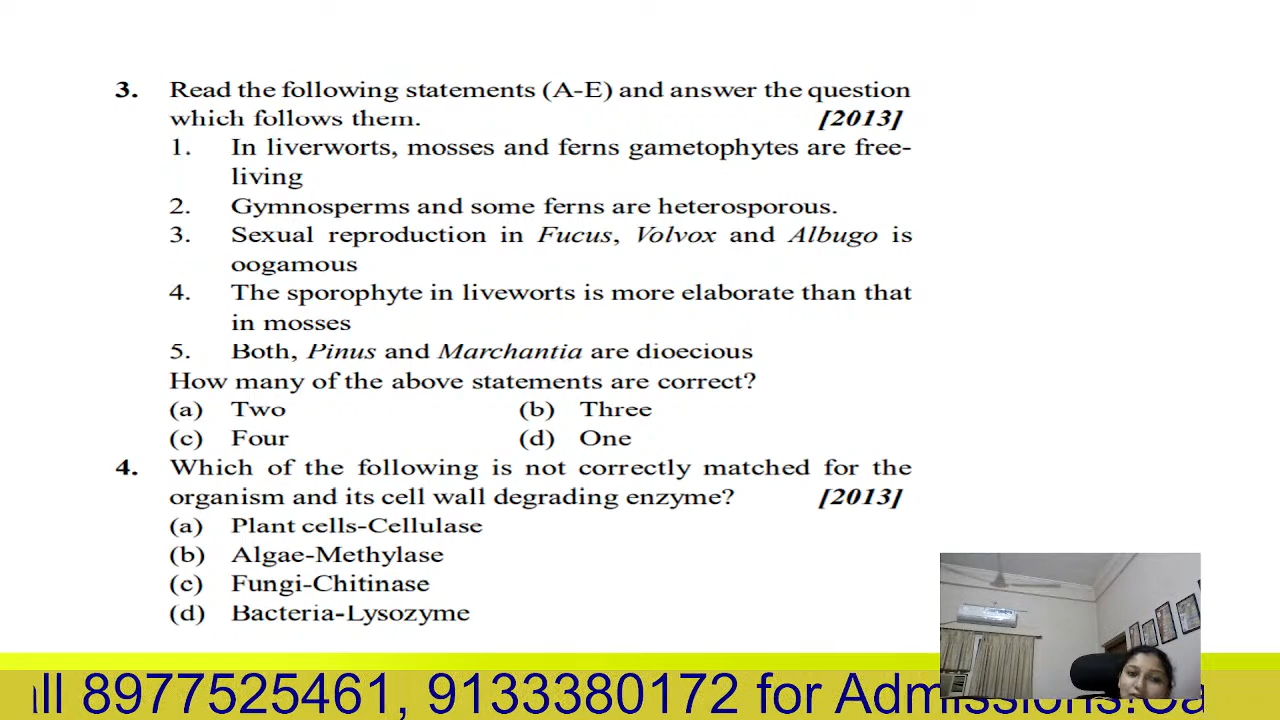 3. Read the following statements (A-E) and answer the question
which follows them. [2013]
1. In liverworts, mosses and ferns gametophytes are free-
living
2. Gymnosperms and some ferns are heterosporous.
3. Sexual reproduction in Fucus, Volvox and Albugo is
oogamous
4. The sporophyte in liveworts is more elaborate than that
in mosses
5. Both, Pinus and Marchantia are dioecious
How many of the above statements are correct?
(a) Two (b) Three
(c) Four (d) One
4. Which of the following is not correctly matched for the
organism and its cell wall degrading enzyme? [2013]
(a) Plant cells-Cellulase
(b) Algae-Methylase
(c) Fungi-Chitinase
(d) Bacteria-Lysozyme
all 8977525461, 9133380172 for Admissions!Ca